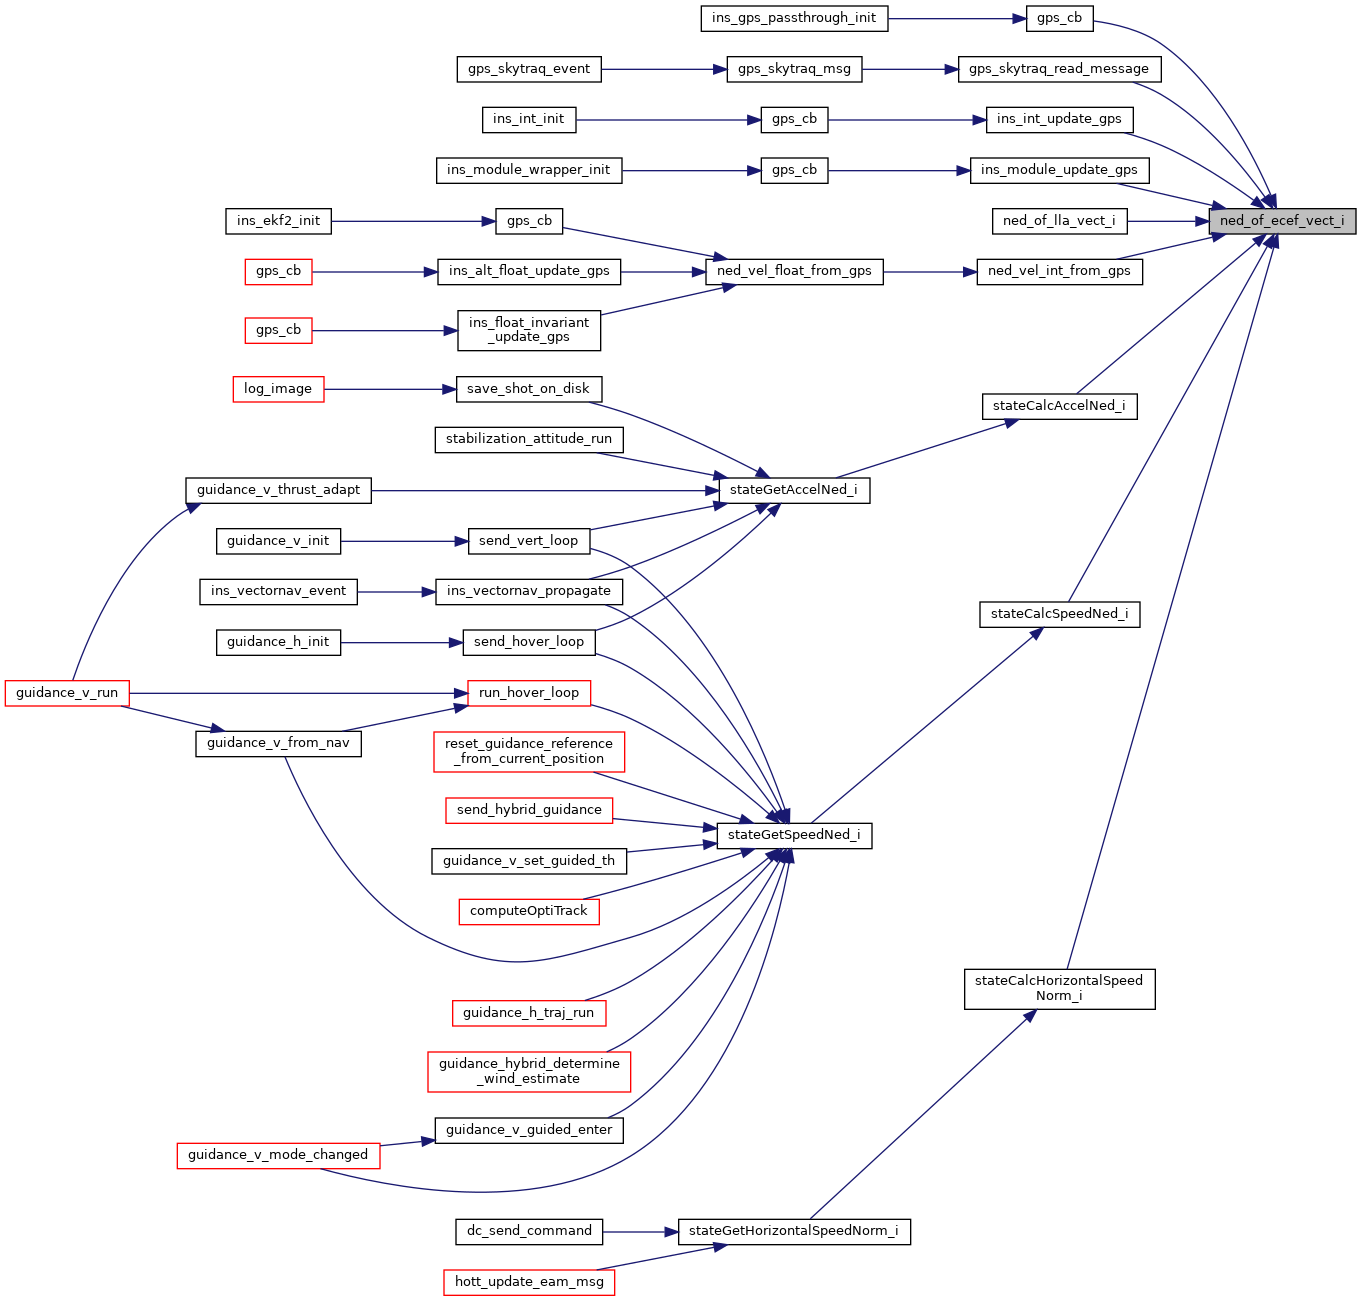 ins_gps_passthrough_init
gps_cb
gps_skytraq_event
gps_skytraq_msg
gps_skytraq_read_message
ins_int_init
gps_cb
ins_int_update_gps
ins_module_wrapper_init
gps_cb
ins_module_update_gps
ins_ekf2_init
gps_cb
ned_of_lla_vect_i
ned_of_ecef_vect_i
gps_cb
ins_alt_float_update_gps
ned_vel_float_from_gps
ned_vel_int_from_gps
gps_cb
ins_float_invariant
_update_gps
log_image
save_shot_on_disk
stateCalcAccelNed_i
stabilization_attitude_run
guidance_v_thrust_adapt
stateGetAccelNed_i
guidance_v_init
send_vert_loop
ins_vectornav_event
ins_vectornav_propagate
stateCalcSpeedNed_i
guidance_h_init
send_hover_loop
guidance_v_run
run_hover_loop
guidance_v_from_nav
reset_guidance_reference
_from_current_position
send_hybrid_guidance
stateGetSpeedNed_i
guidance_v_set_guided_th
computeOptiTrack
stateCalcHorizontalSpeed
Norm_i
guidance_h_traj_run
guidance_hybrid_determine
_wind_estimate
guidance_v_guided_enter
guidance_v_mode_changed
dc_send_command
stateGetHorizontalSpeedNorm_i
hott_update_eam_msg